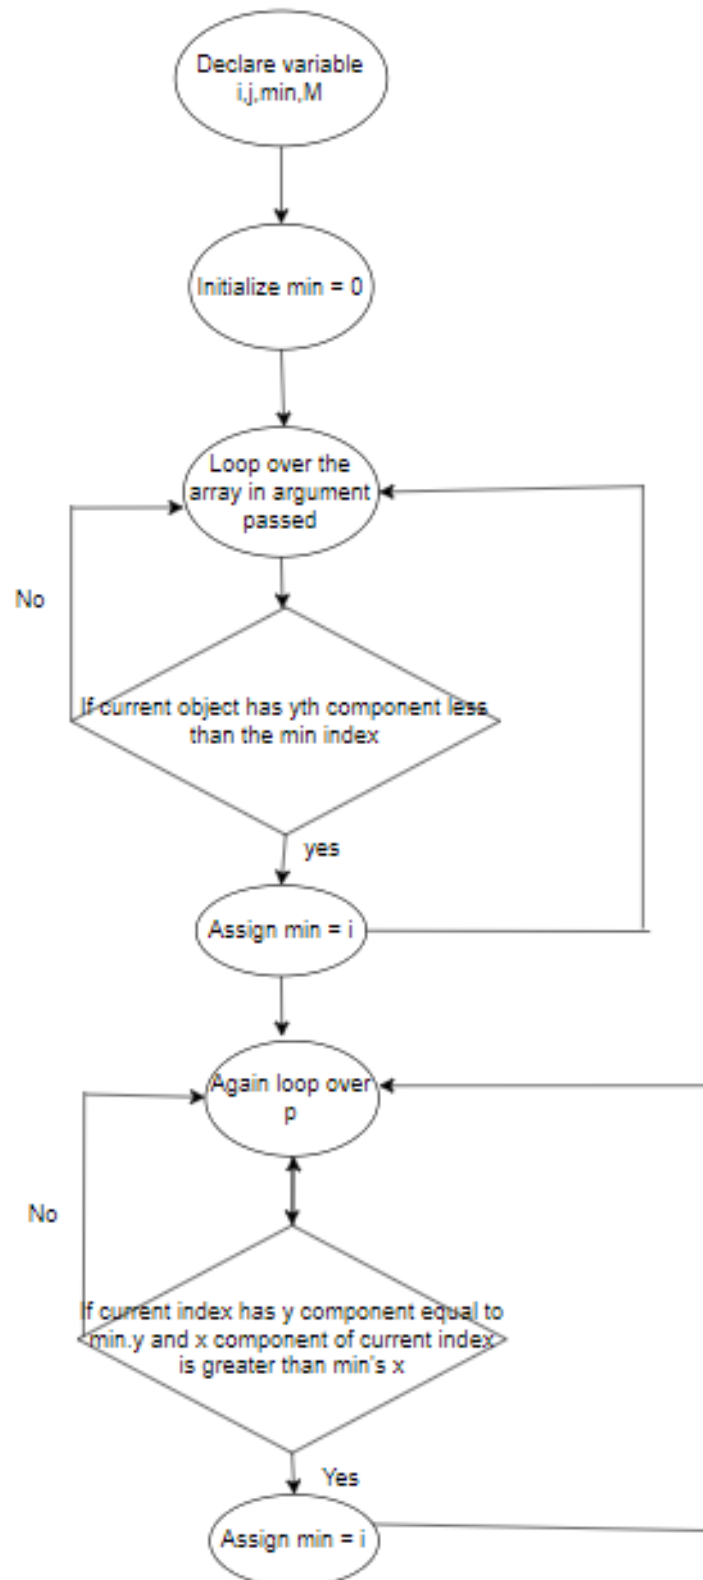 Declare variable
i,j,min,M
Initialize min = 0
Loop over the
array in argument
passed
No
If current object has yth component less
than the min index
yes
Assign min = i
Again loop over
p
No
If current index has y component equal to
min.y and x component of current index
is greater than min's x
Yes
Assign min = i